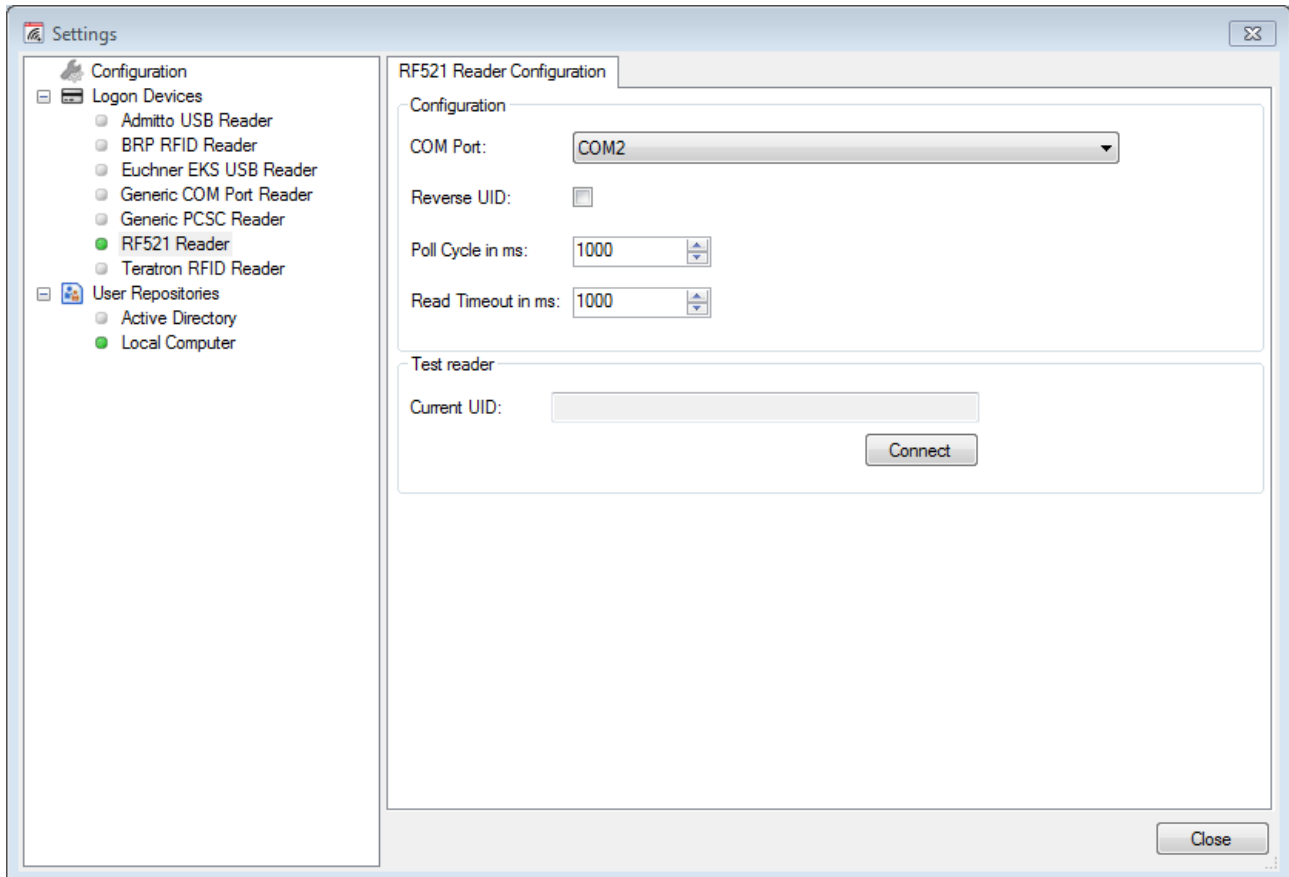 Settings
Configuration
Logon Devices
Admitto USB Reader
BRP RFID Reader
Euchner EKS USB Reader
Generic COM Port Reader
Generic PCSC Reader
RF521 Reader
Teratron RFID Reader
User Repositories
Active Directory
Local Computer
RF521 Reader Configuration
Configuration
COM Port: COM2
Reverse UID:
Poll Cycle in ms: 1000
Read Timeout in ms: 1000
Test reader
Current UID:
Connect
Close